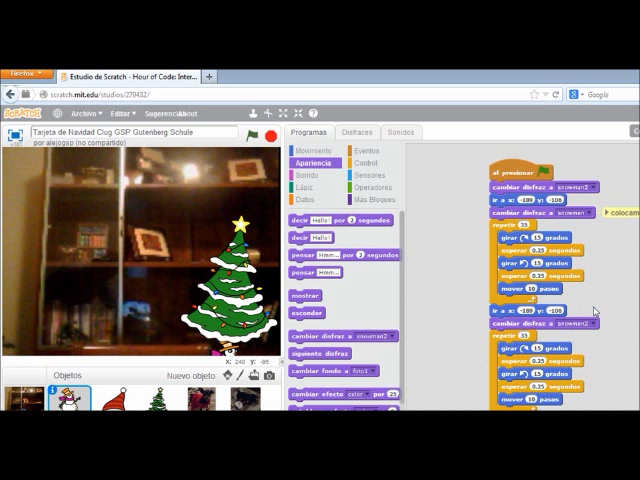 Firefox
Estudio de Scratch - Hour of Code: Inter...
scratch.mit.edu/studios/279432/
Google
SCRATCH
Archivo
Editar
Sugerencias
About
Tarjeta de Navidad Clug GSP Gutenberg Schule
por alejogsp (no compartido)
Programas
Disfraces
Sonidos
Movimiento
Eventos
Apariencia
Control
Sonido
Sensores
Lápiz
Operadores
Datos
Más Bloques
decir Hello! por 2 segundos
decir Hello!
pensar Hmm... por 2 segundos
pensar Hmm...
mostrar
esconder
cambiar disfraz a snowman2
siguiente disfraz
cambiar fondo a foto1
cambiar efecto color por 25
al presionar
cambiar disfraz a snowman2
ir a x: -189 y: -106
cambiar disfraz a snowman
colocam
repetir 35
girar 15 grados
esperar 0.25 segundos
girar 15 grados
esperar 0.25 segundos
mover 10 pasos
ir a x: -189 y: -106
cambiar disfraz a snowman2
repetir 35
girar 15 grados
esperar 0.25 segundos
girar 15 grados
esperar 0.25 segundos
mover 10 pasos
x: 240 y: -86
Objetos
Nuevo objeto: